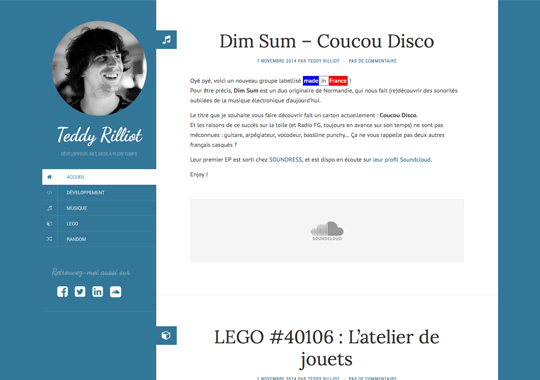 Teddy Rilliot
DÉVELOPPEUR .NET, GEEK À PLEIN TEMPS
ACCUEIL
DÉVELOPPEMENT
MUSIQUE
LEGO
RANDOM
Retrouvez-moi aussi sur
Dim Sum – Coucou Disco
7 NOVEMBRE 2014 PAR TEDDY RILLIOT · PAS DE COMMENTAIRE
Oyé oyé, voici un nouveau groupe labellisé made in France !
Pour être précis, Dim Sum est un duo originaire de Normandie, qui nous fait (re)découvrir des sonorités
oubliées de la musique électronique d'aujourd'hui.
Le titre que je souhaite vous faire découvrir fait un carton actuellement : Coucou Disco.
Et les raisons de ce succès sur la toile (et Radio FG, toujours en avance sur son temps) ne sont pas
méconnues : guitare, arpégiateur, vocodeur, bassline punchy... Ça ne vous rappelle pas deux autres
français casqués ?
Leur premier EP est sorti chez SOUNDRESS, et est dispo en écoute sur leur profil Soundcloud.
Enjoy !
SOUNDCLOUD
LEGO #40106 : L'atelier de
jouets
7 NOVEMBRE 2014 PAR TEDDY RILLIOT · PAS DE COMMENTAIRE